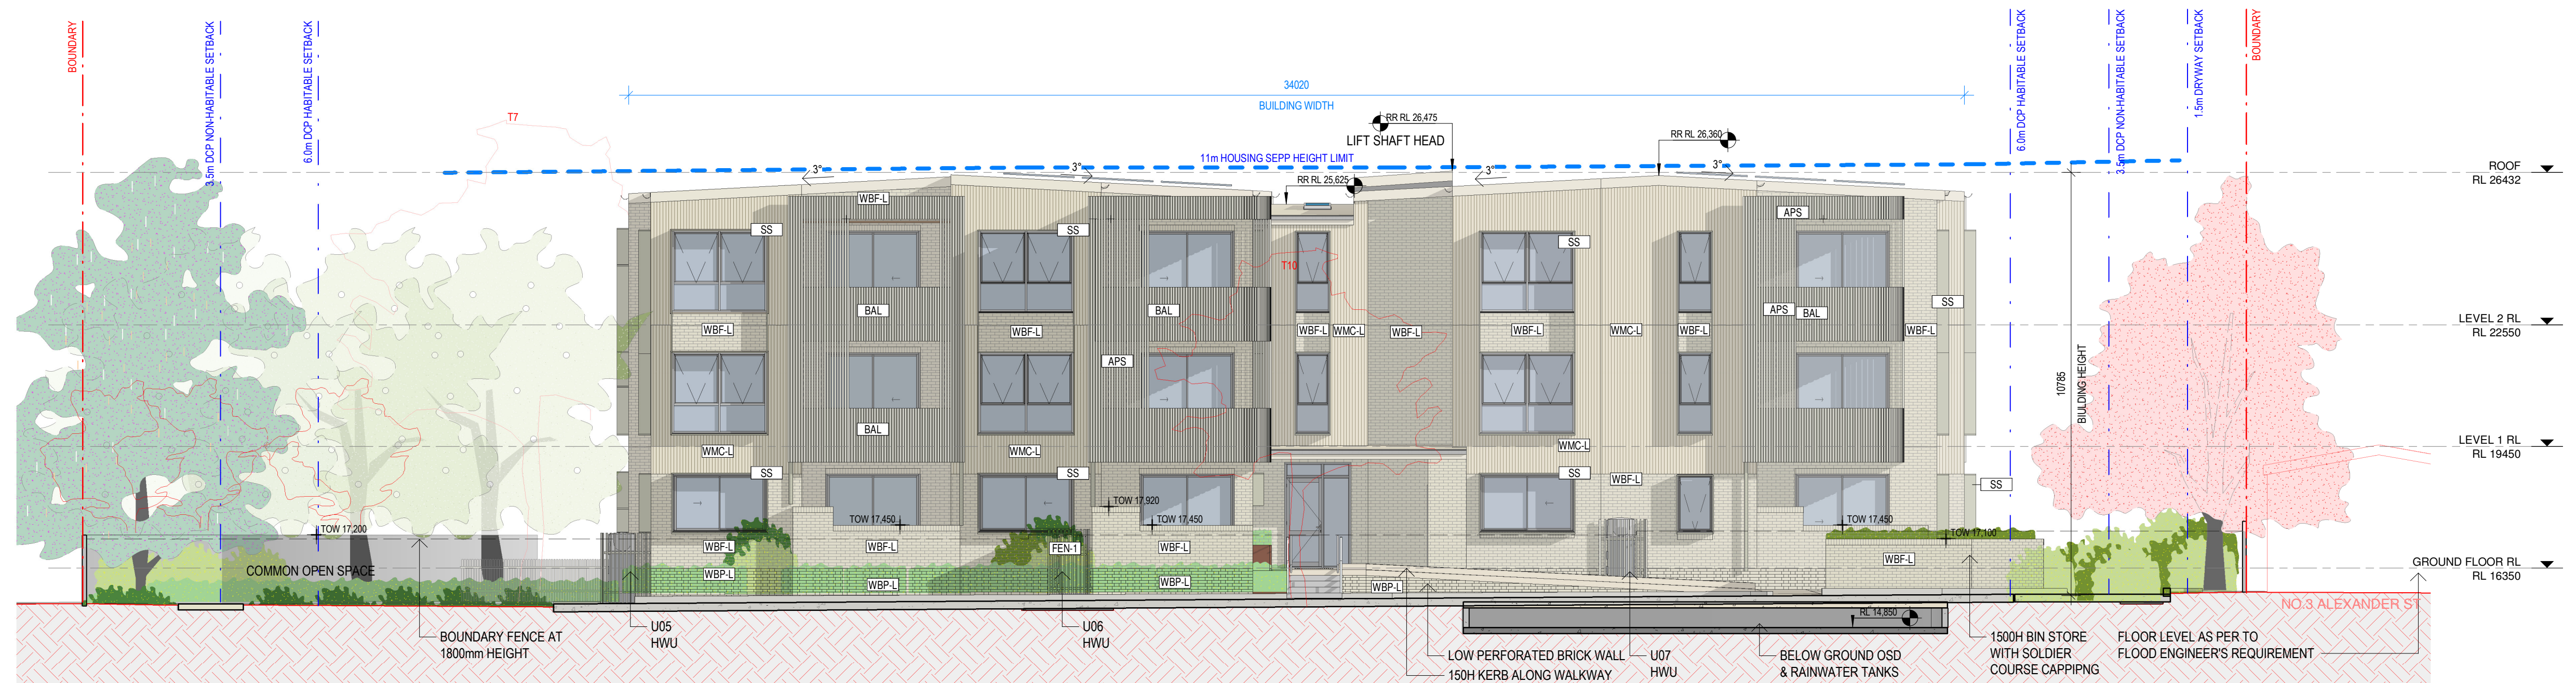 BOUNDARY
3.5m DCP NON-HABITABLE SETBACK
6.0m DCP HABITABLE SETBACK
6.0m DCP HABITABLE SETBACK
3.5m DCP NON-HABITABLE SETBACK
1.5m DRYWAY SETBACK
BOUNDARY
34020
BUILDING WIDTH
T7
RR RL 26,475
LIFT SHAFT HEAD
RR RL 26,360
11m HOUSING SEPP HEIGHT LIMIT
3°
3°
3°
3°
RR RL 25,625
ROOF
RL 26432
WBF-L
APS
SS
SS
SS
T10
BAL
BAL
APS
BAL
SS
WBF-L
WBF-L
WBF-L
WMC-L
WBF-L
WBF-L
WMC-L
WBF-L
WBF-L
LEVEL 2 RL
RL 22550
APS
10785
BIULDING HEIGHT
BAL
WMC-L
WMC-L
WMC-L
LEVEL 1 RL
RL 19450
SS
SS
SS
WBF-L
SS
TOW 17,920
TOW 17,200
TOW 17,450
TOW 17,450
TOW 17,450
TOW 17,100
WBF-L
WBF-L
FEN-1
WBF-L
WBF-L
COMMON OPEN SPACE
GROUND FLOOR RL
RL 16350
WBP-L
WBP-L
WBP-L
WBP-L
NO.3 ALEXANDER ST
RL 14,850
BOUNDARY FENCE AT
1800mm HEIGHT
U05
HWU
U06
HWU
LOW PERFORATED BRICK WALL
150H KERB ALONG WALKWAY
U07
HWU
BELOW GROUND OSD
& RAINWATER TANKS
1500H BIN STORE
WITH SOLDIER
COURSE CAPPIPNG
FLOOR LEVEL AS PER TO
FLOOD ENGINEER'S REQUIREMENT